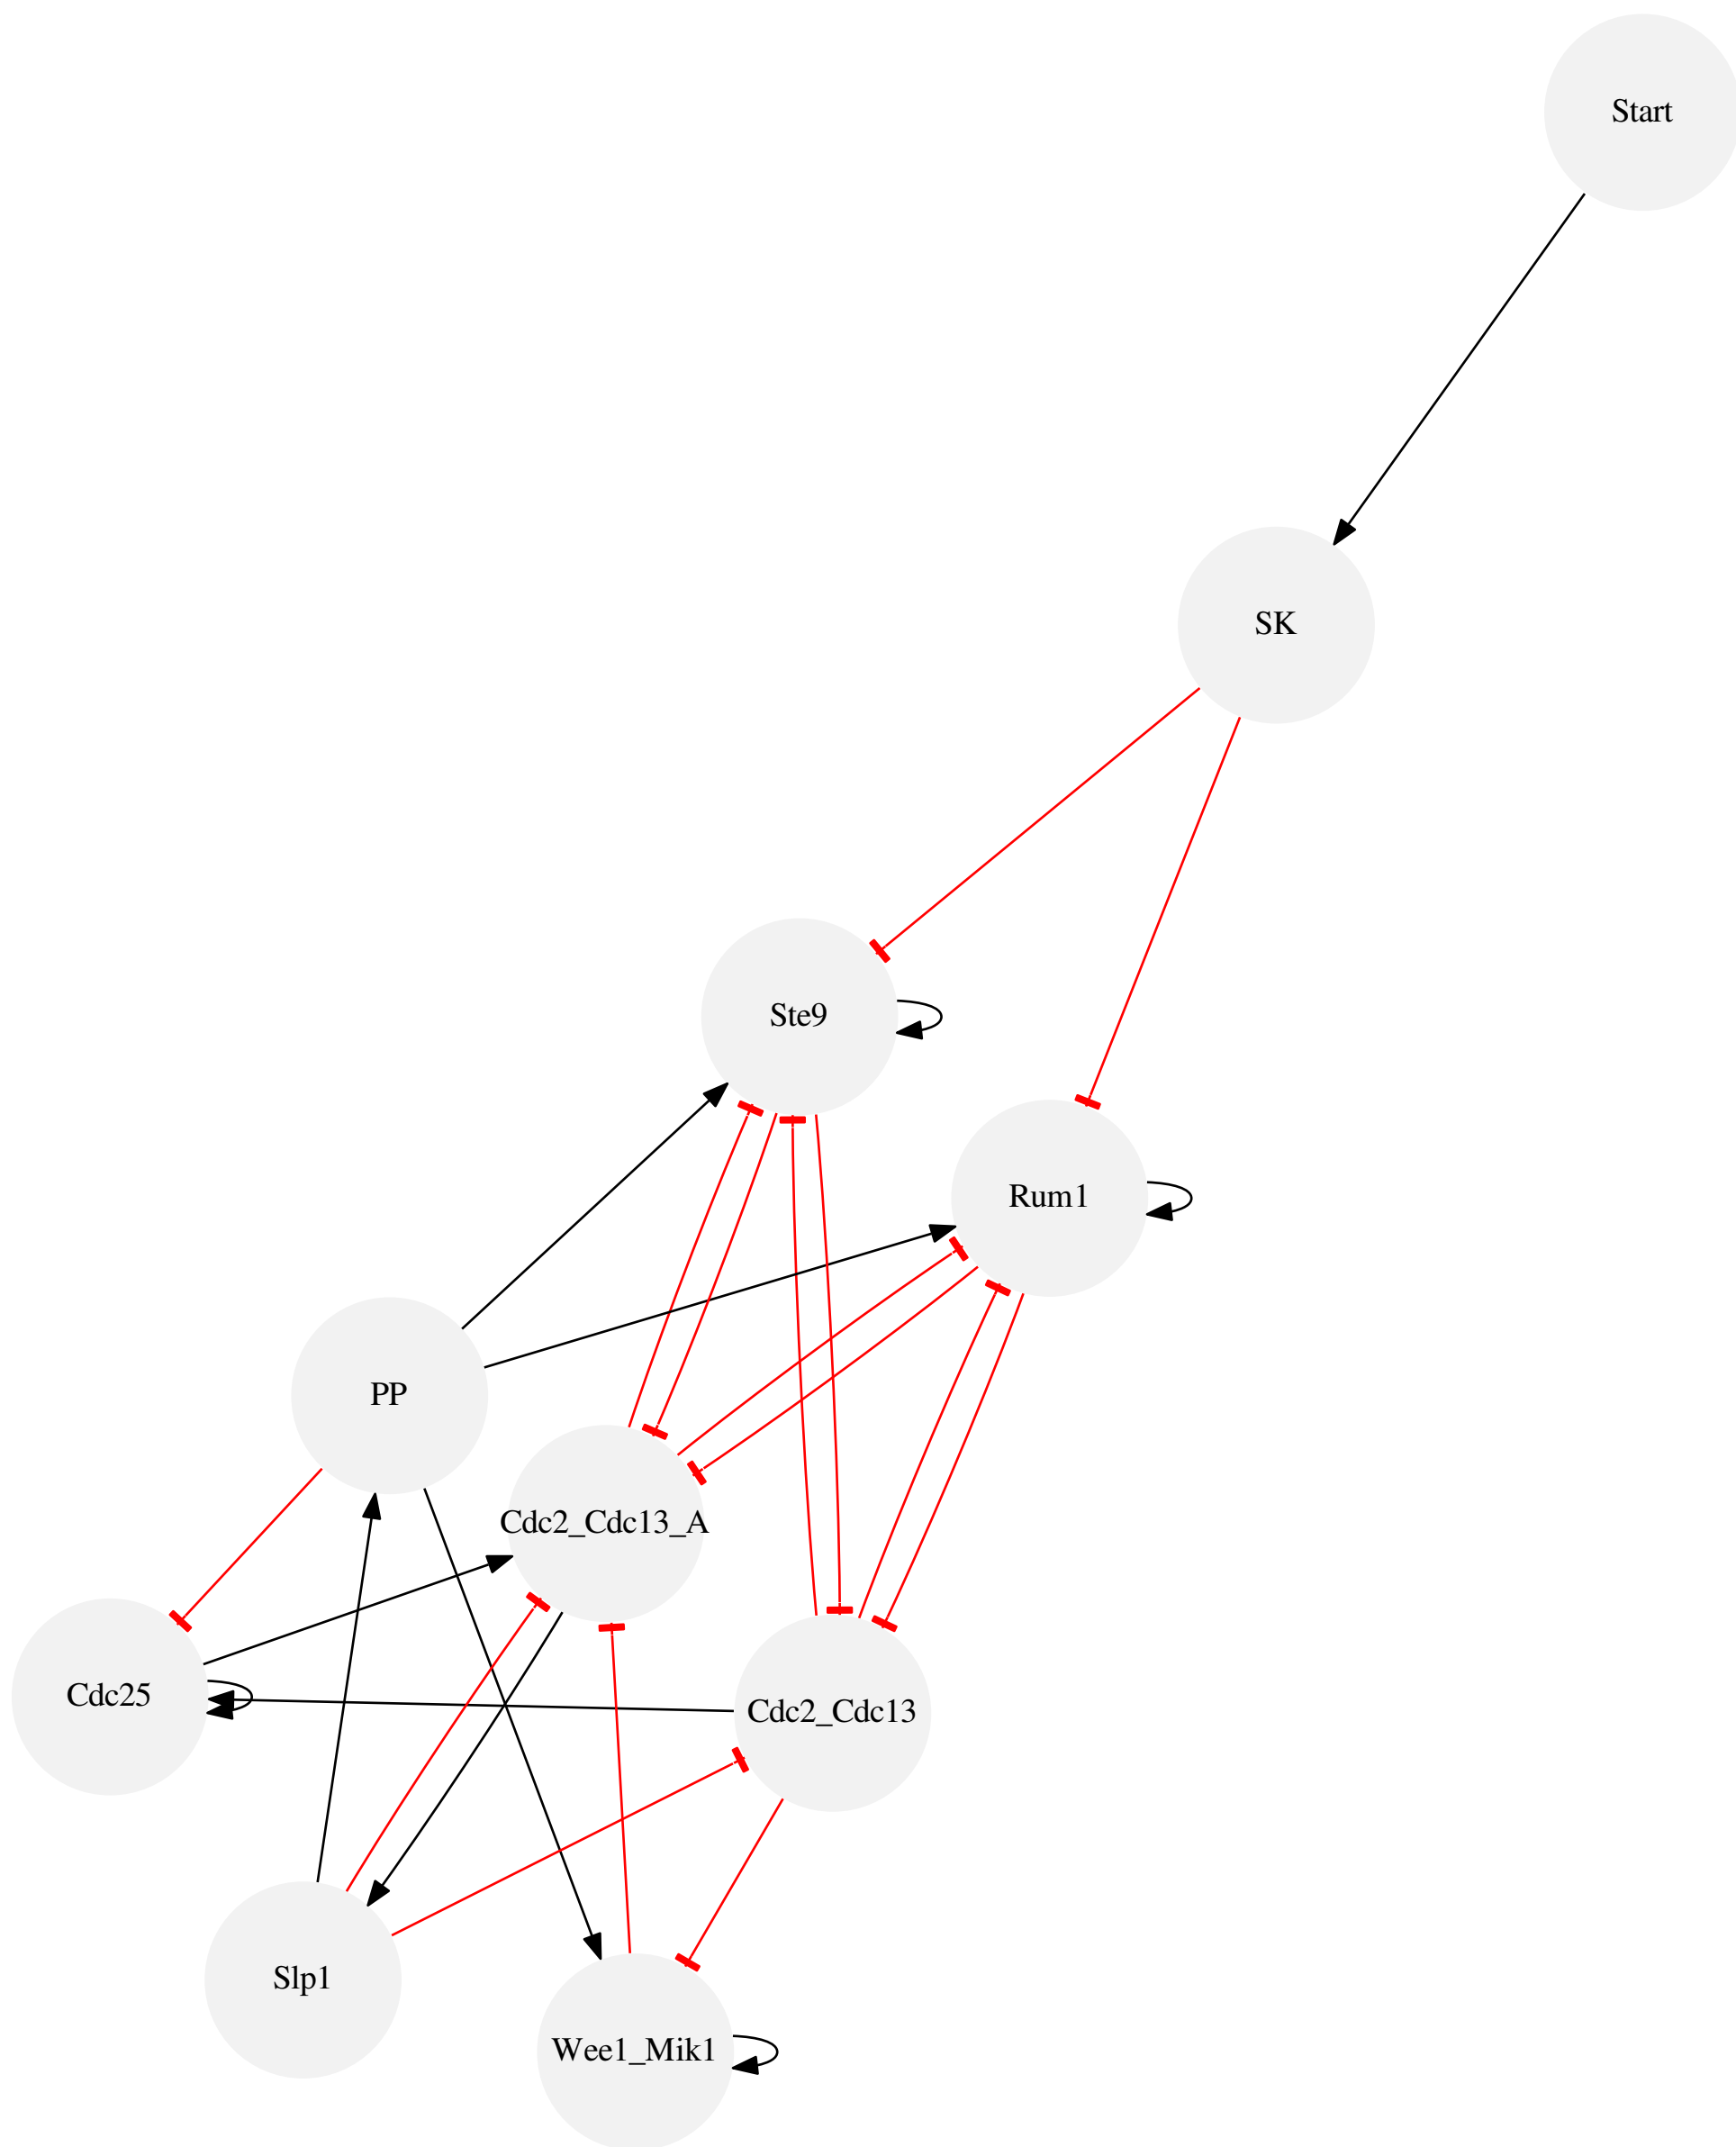 Start
SK
Ste9
Rum1
PP
Cdc2_Cdc13_A
Cdc25
Cdc2_Cdc13
Slp1
Wee1_Mik1